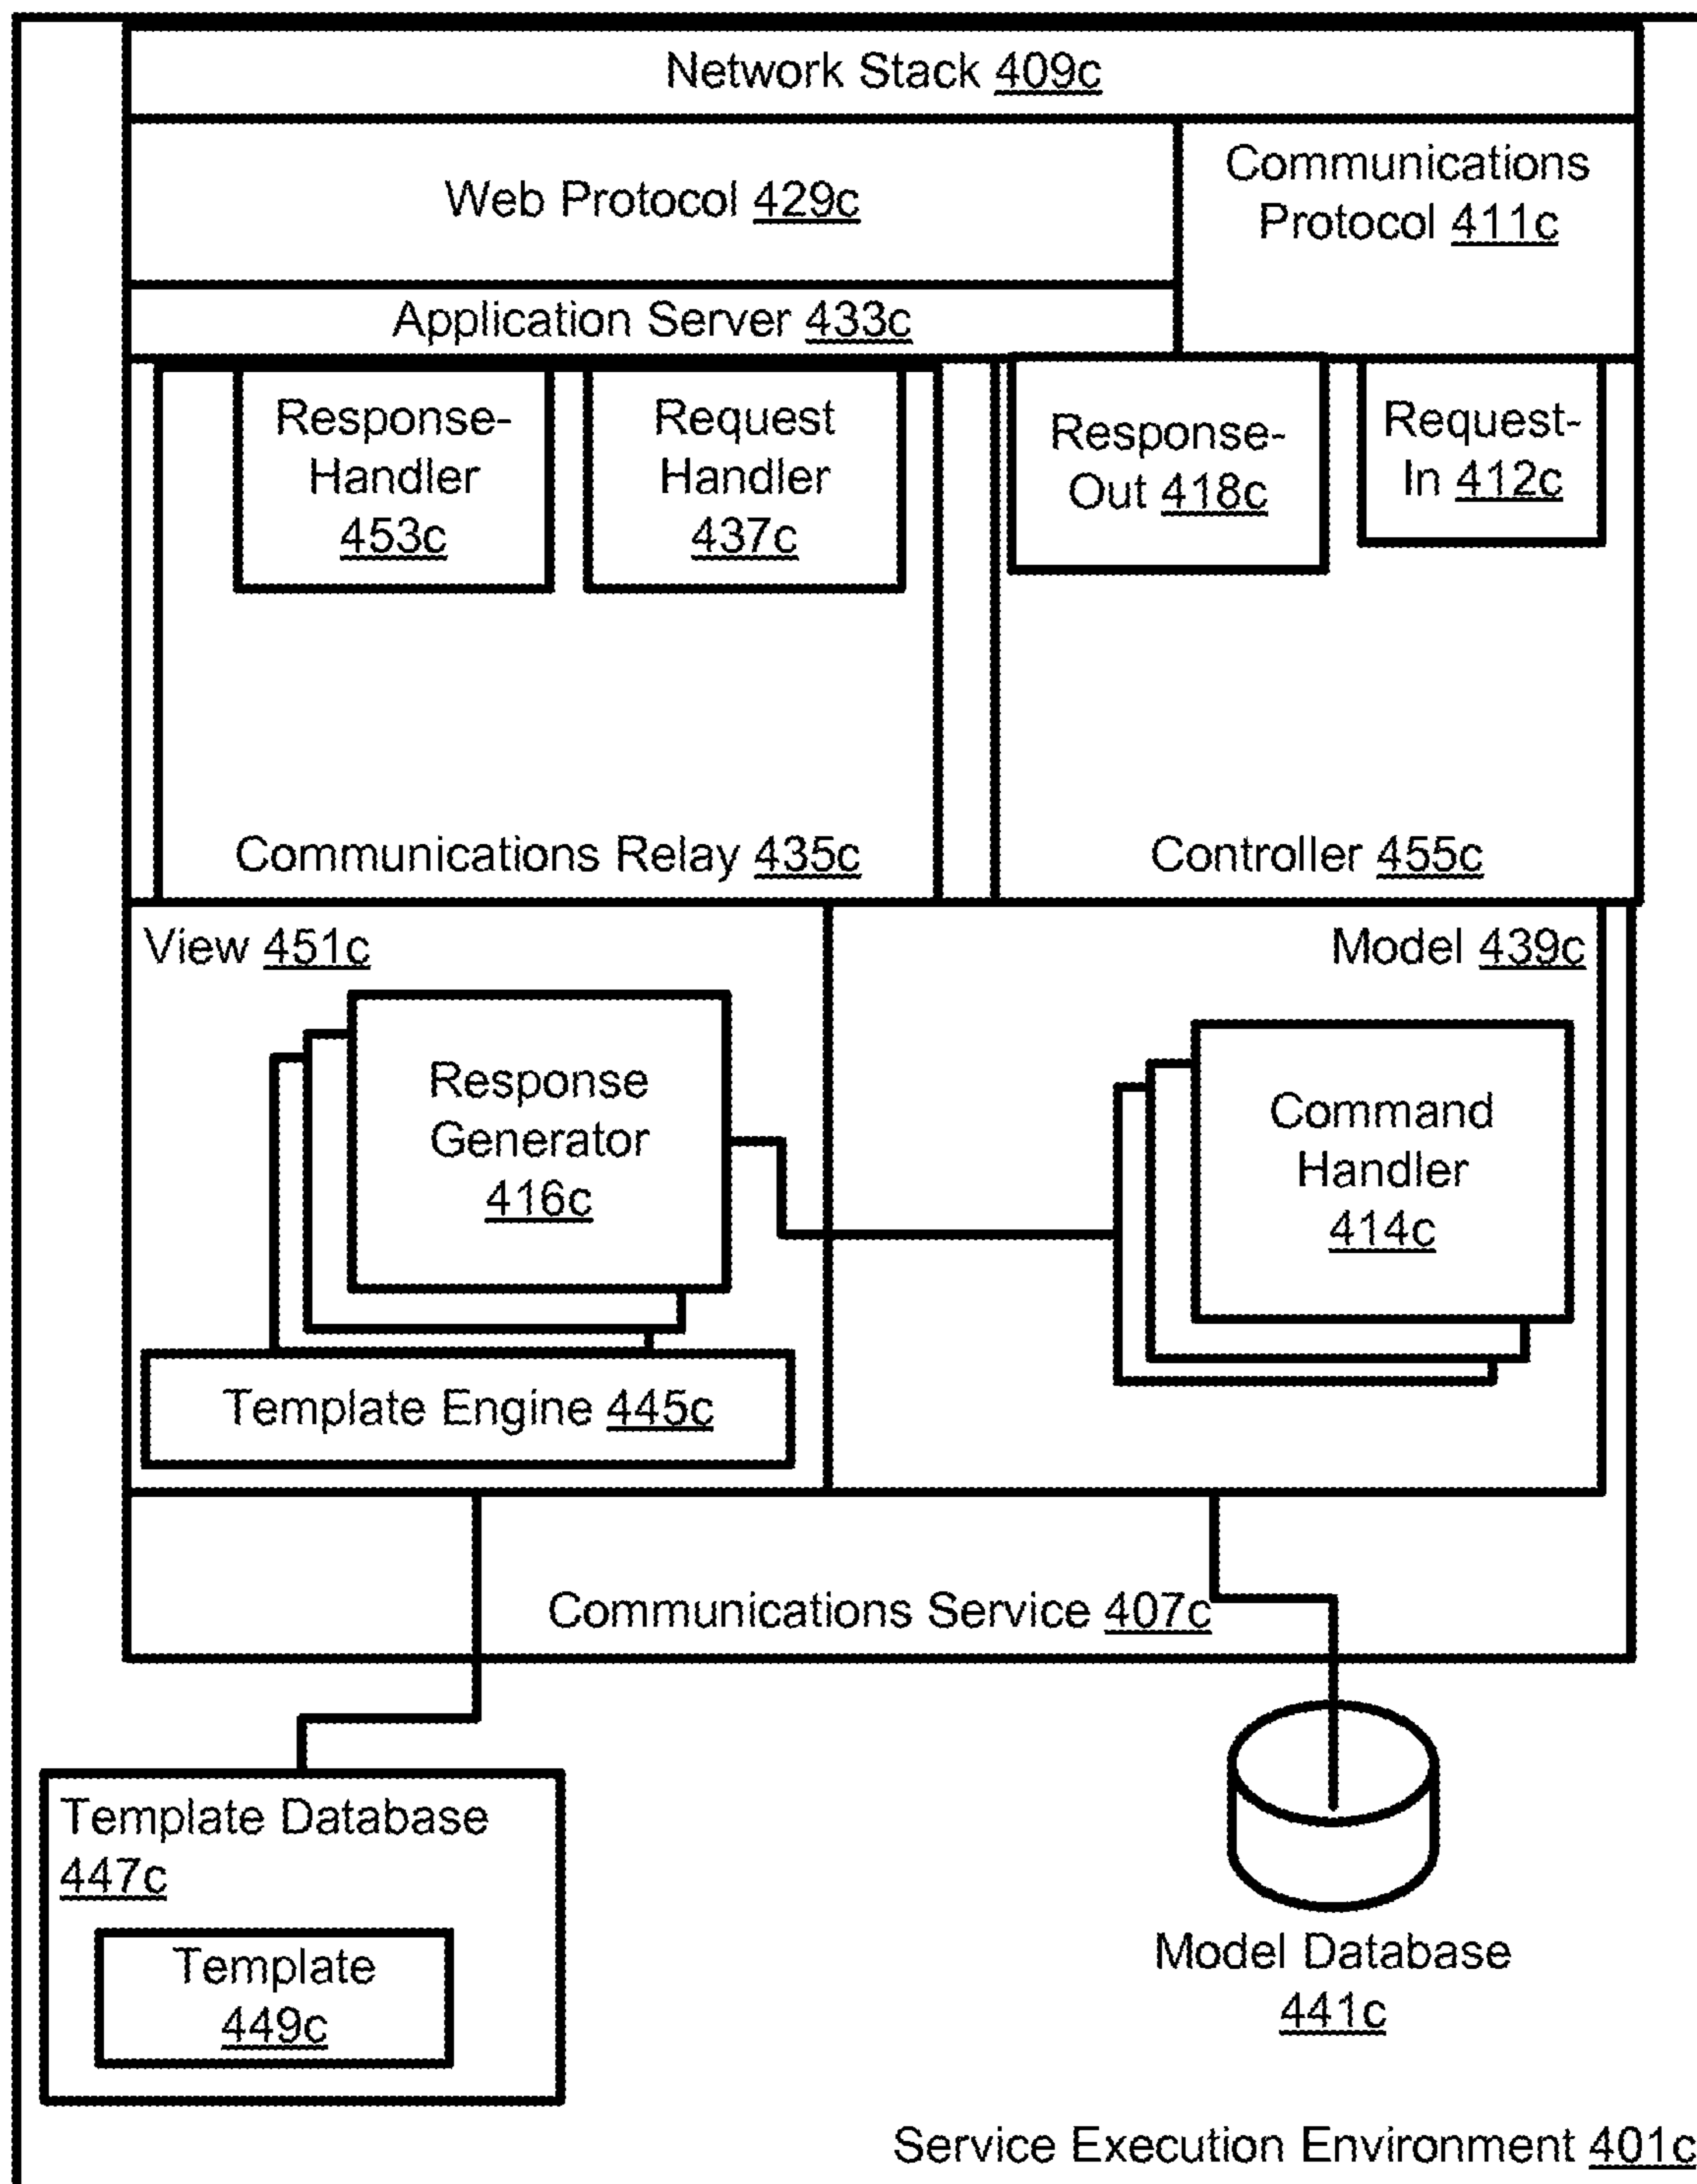 Network Stack 409c
Web Protocol 429c
Communications
Protocol 411c
Application Server 433c
Response-
Handler
453c
Request
Handler
437c
Response-
Out 418c
Request-
In 412c
Communications Relay 435c
Controller 455c
View 451c
Model 439c
Response
Generator
416c
Command
Handler
414c
Template Engine 445c
Communications Service 407c
Template Database
447c
Template
449c
Model Database
441c
Service Execution Environment 401c